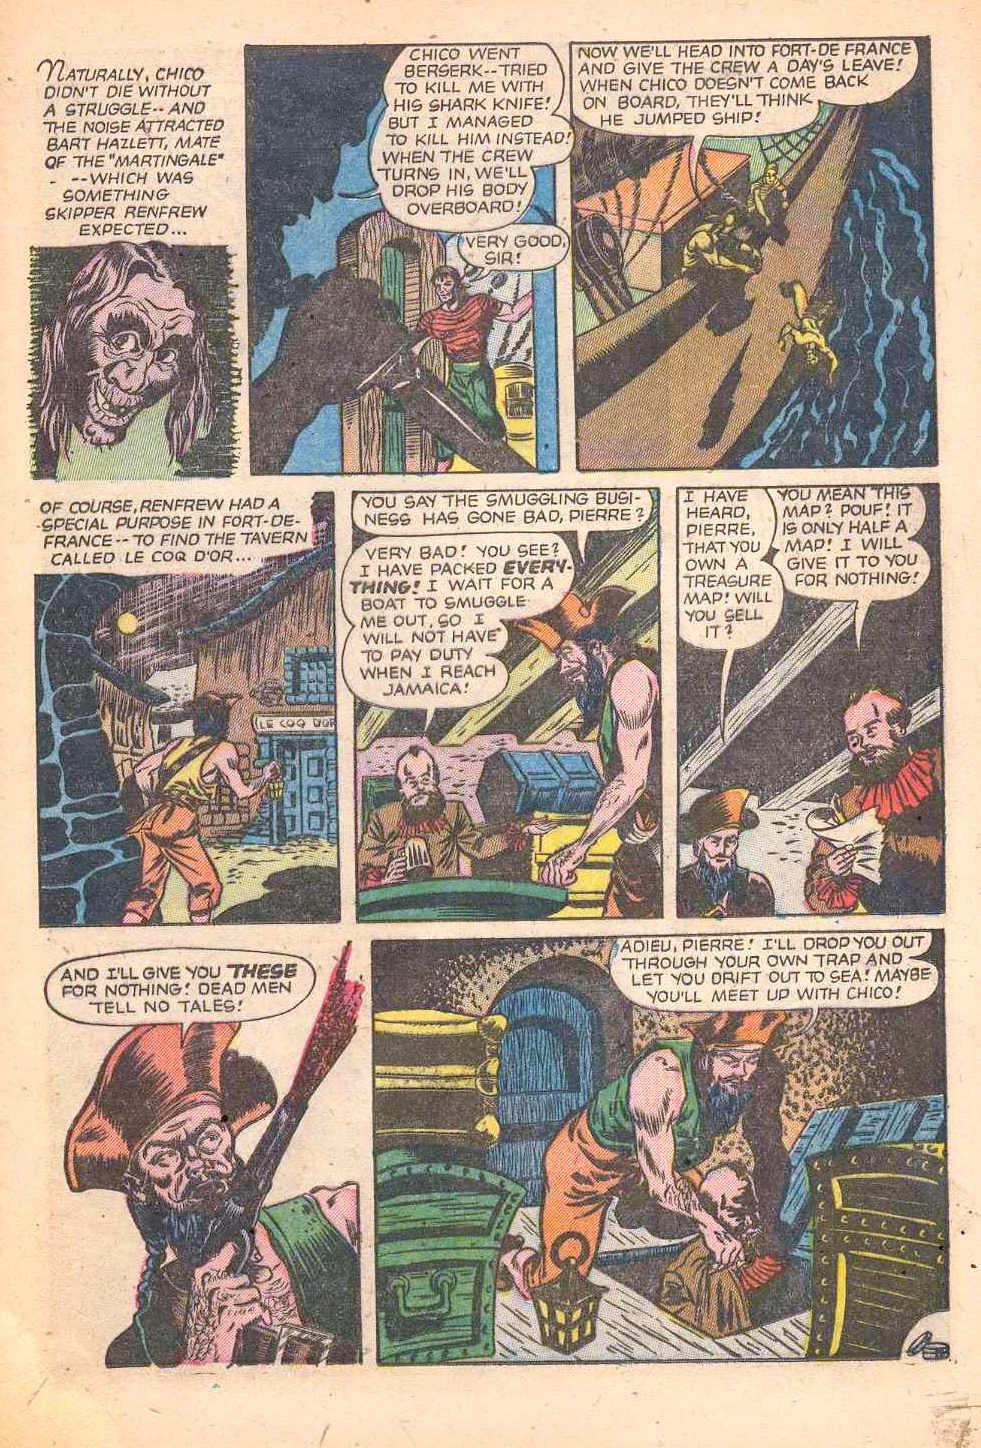 NATURALLY, CHICO
DIDN'T DIE WITHOUT
A STRUGGLE--AND
THE NOISE ATTRACTED
BART HAZLETT, MATE
OF THE "MARTINGALE"
--WHICH WAS
SOMETHING
SKIPPER RENFREW
EXPECTED...
CHICO WENT
BERSERK--TRIED
TO KILL ME WITH
HIS SHARK KNIFE!
BUT I MANAGED
TO KILL HIM INSTEAD!
WHEN THE CREW
TURNS IN, WE'LL
DROP HIS BODY
OVERBOARD!
VERY GOOD,
SIR!
NOW WE'LL HEAD INTO FORT-DE FRANCE
AND GIVE THE CREW A DAY'S LEAVE!
WHEN CHICO DOESN'T COME BACK
ON BOARD, THEY'LL THINK
HE JUMPED SHIP!
OF COURSE, RENFREW HAD A
SPECIAL PURPOSE IN FORT-DE-
FRANCE--TO FIND THE TAVERN
CALLED LE COQ D'OR...
LE COQ D'OR
YOU SAY THE SMUGGLING BUSI-
NESS HAS GONE BAD, PIERRE?
VERY BAD! YOU SEE?
I HAVE PACKED EVERY-
THING! I WAIT FOR A
BOAT TO SMUGGLE
ME OUT, SO I
WILL NOT HAVE
TO PAY DUTY
WHEN I REACH
JAMAICA!
I HAVE
HEARD,
PIERRE,
THAT YOU
OWN A
TREASURE
MAP! WILL
YOU SELL
IT?
YOU MEAN THIS
MAP? POUF! IT
IS ONLY HALF A
MAP! I WILL
GIVE IT TO YOU
FOR NOTHING!
AND I'LL GIVE YOU THESE
FOR NOTHING! DEAD MEN
TELL NO TALES!
ADIEU, PIERRE! I'LL DROP YOU OUT
THROUGH YOUR OWN TRAP AND
LET YOU DRIFT OUT TO SEA! MAYBE
YOU'LL MEET UP WITH CHICO!